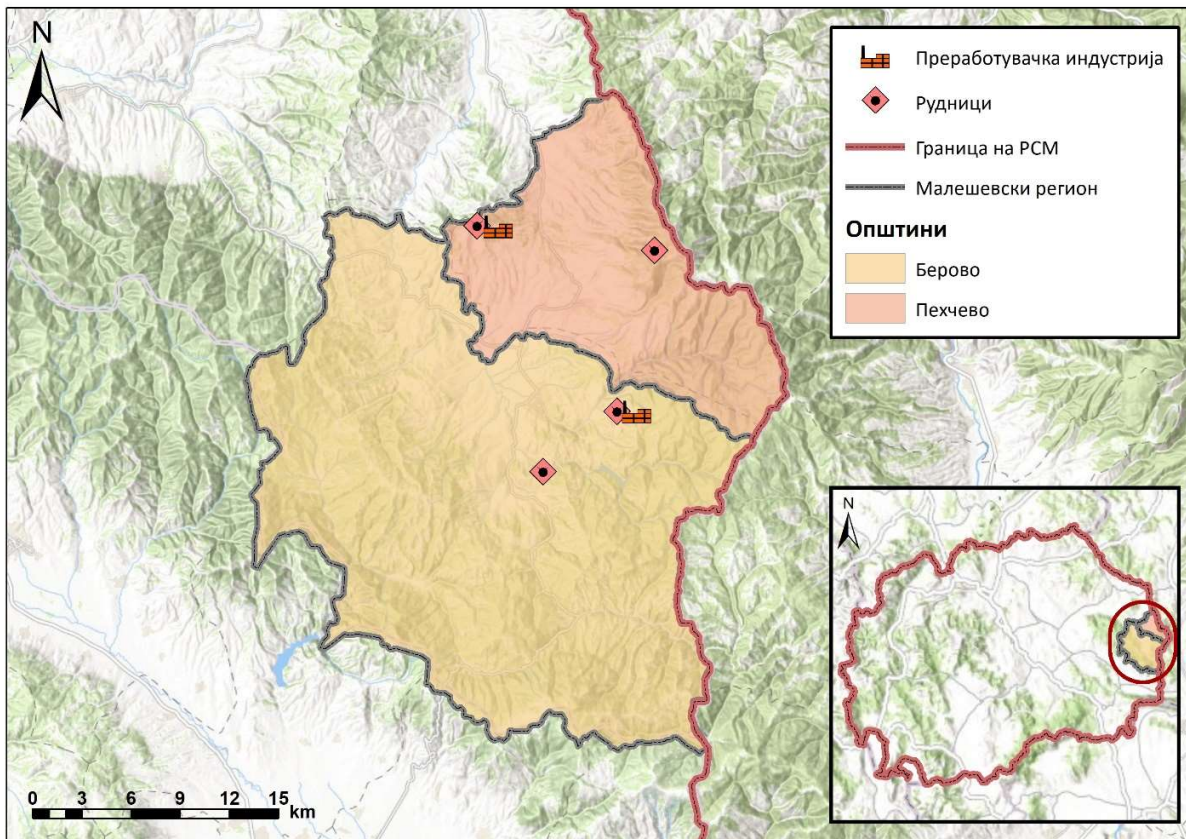 N
Преработувачка индустрија
Рудници
Граница на РСМ
Малешевски регион
Општини
Берово
Пехчево
N
0 3 6 9 12 15
km